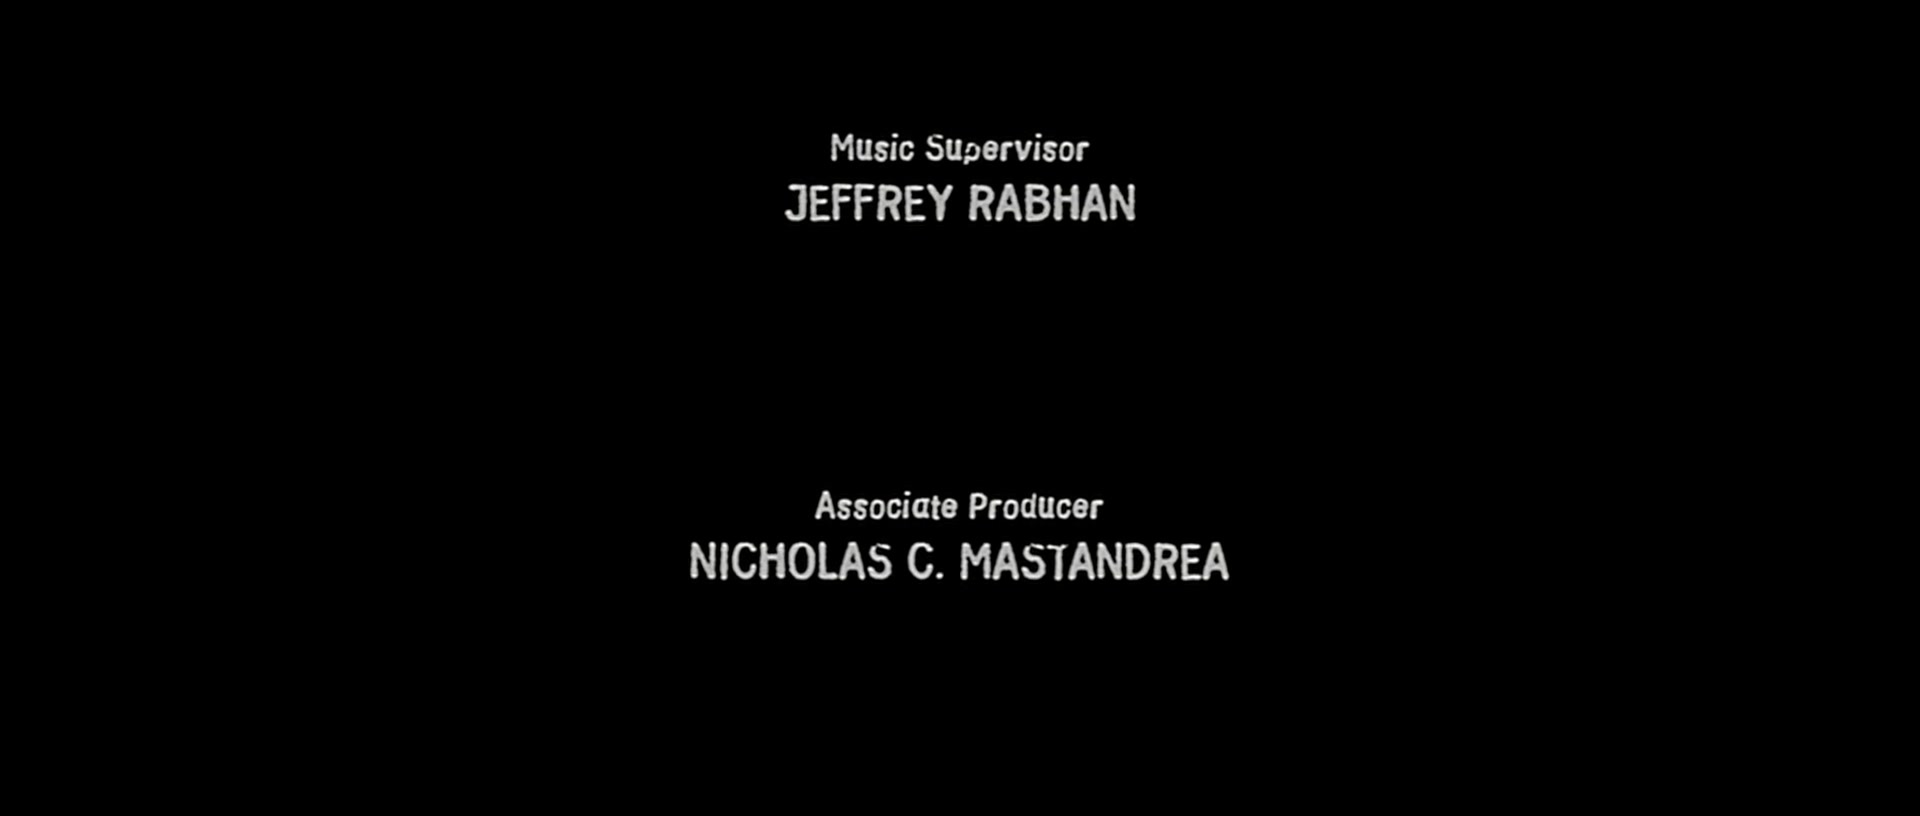 Music Supervisor
JEFFREY RABHAN
Associate Producer
NICHOLAS C. MASTANDREA